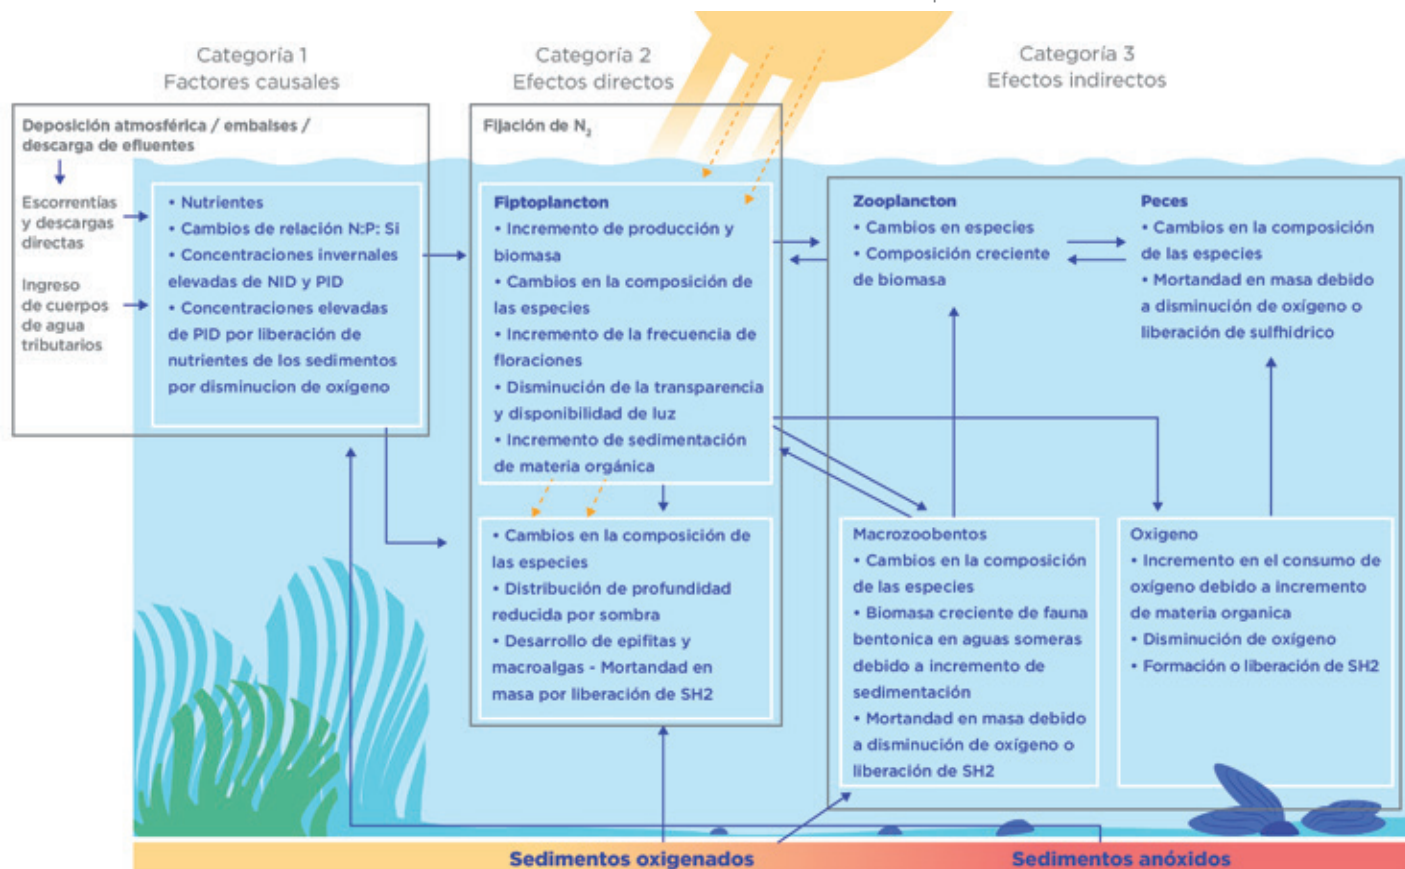 Categoría 1
Factores causales
Categoría 2
Efectos directos
Categoría 3
Efectos indirectos
Deposición atmosférica / embalses /
descarga de efluentes
Escorrentías
y descargas
directas
Ingreso
de cuerpos
de agua
tributarios
• Nutrientes
• Cambios de relación N:P: Si
• Concentraciones invernales
elevadas de NID y PID
• Concentraciones elevadas
de PID por liberación de
nutrientes de los sedimentos
por disminucion de oxígeno
Fijación de N₂
Fiptoplancton
• Incremento de producción y
biomasa
• Cambios en la composición de
las especies
• Incremento de la frecuencia de
floraciones
• Disminución de la transparencia
y disponibilidad de luz
• Incremento de sedimentación
de materia orgánica
• Cambios en la composición de
las especies
• Distribución de profundidad
reducida por sombra
• Desarrollo de epifitas y
macroalgas - Mortandad en
masa por liberación de SH2
Zooplancton
• Cambios en especies
• Composición creciente
de biomasa
Peces
• Cambios en la composición
de las especies
• Mortandad en masa debido
a disminución de oxígeno o
liberación de sulfhidrico
Macrozoobentos
• Cambios en la composición
de las especies
• Biomasa creciente de fauna
bentonica en aguas someras
debido a incremento de
sedimentación
• Mortandad en masa debido
a disminución de oxígeno o
liberación de SH2
Oxigeno
• Incremento en el consumo de
oxígeno debido a incremento
de materia organica
• Disminución de oxígeno
• Formación o liberación de SH2
Sedimentos oxigenados
Sedimentos anóxidos